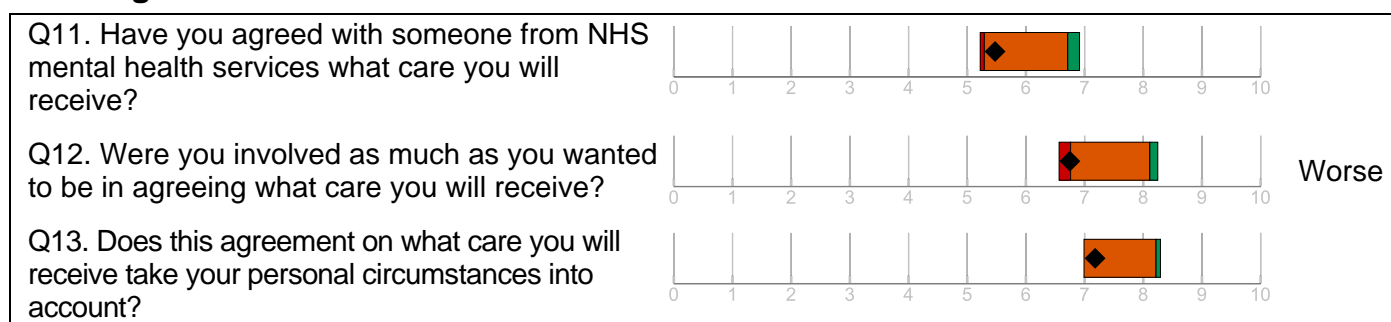 Q11. Have you agreed with someone from NHS
mental health services what care you will
receive?
0 1 2 3 4 5 6 7 8 9 10
Q12. Were you involved as much as you wanted
to be in agreeing what care you will receive?
0 1 2 3 4 5 6 7 8 9 10
Worse
Q13. Does this agreement on what care you will
receive take your personal circumstances into
account?
0 1 2 3 4 5 6 7 8 9 10